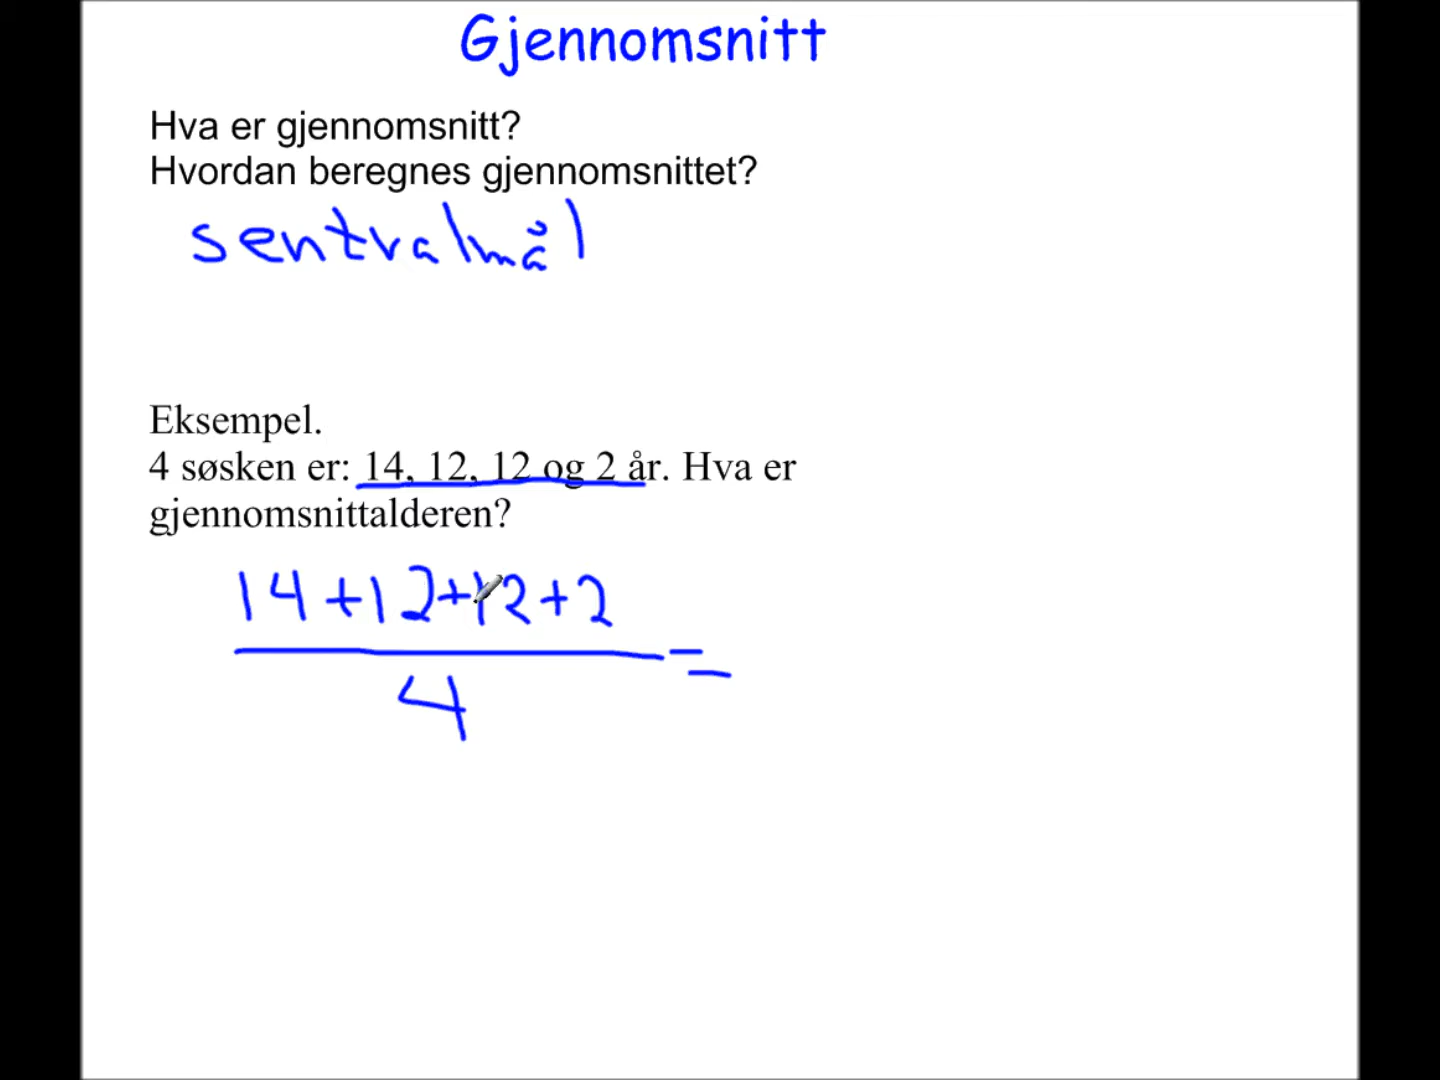 Gjennomsnitt
Hva er gjennomsnitt?
Hvordan beregnes gjennomsnittet?
sentralmål
Eksempel.
4 søsken er: 14, 12, 12 og 2 år. Hva er
gjennomsnittalderen?
14+12+12+2
=
4